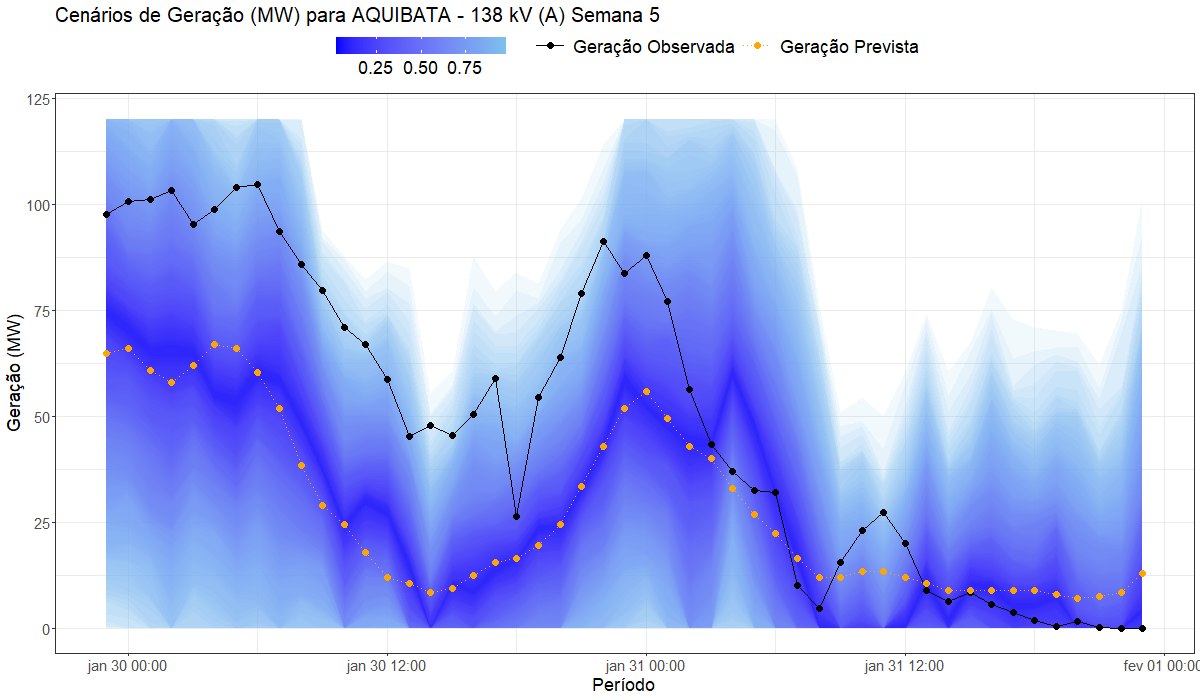 Cenários de Geração (MW) para AQUIBATA - 138 kV (A) Semana 5
0.25 0.50 0.75
Geração Observada
Geração Prevista
125
100
75
50
25
0
Geração (MW)
jan 30 00:00 jan 30 12:00 jan 31 00:00 jan 31 12:00 fev 01 00:00
Período